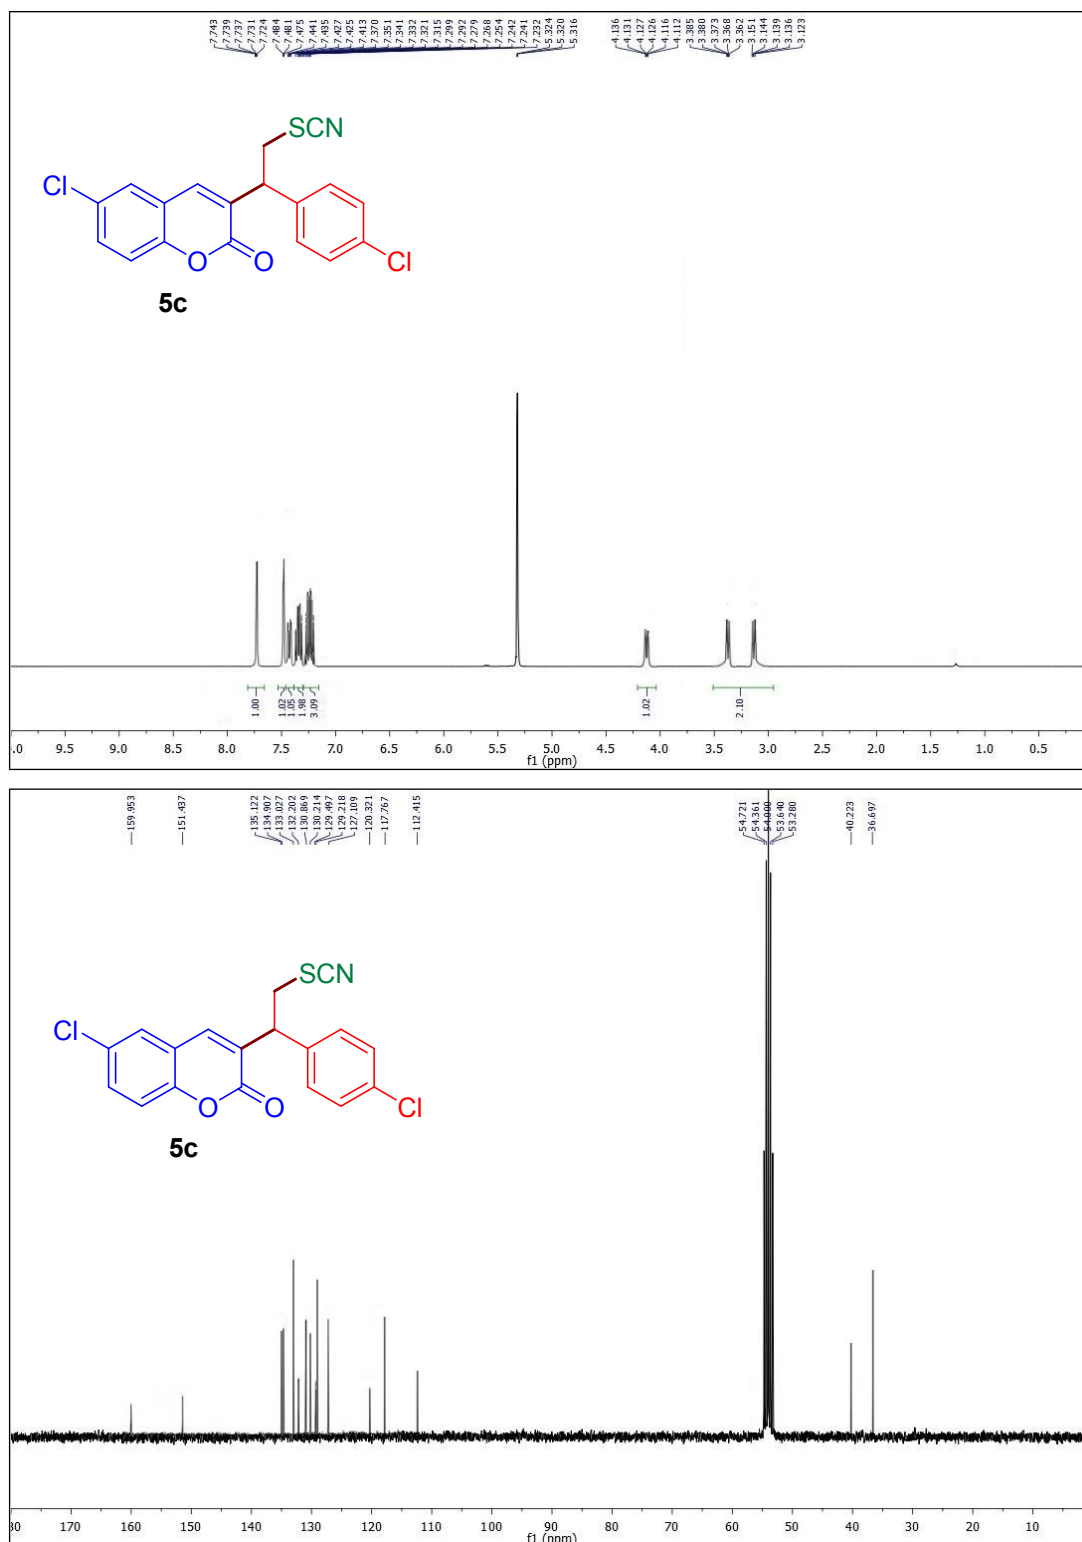 7.743 7.739 7.737 7.731 7.724 7.484 7.481 7.475 7.441 7.435 7.427 7.425 7.413 7.370 7.351 7.341 7.332 7.321 7.315 7.299 7.292 7.279 7.268 7.254 7.242 7.241 7.232 5.324 5.320 5.316 4.136 4.131 4.127 4.126 4.116 4.112 3.385 3.380 3.373 3.368 3.362 3.151 3.144 3.139 3.136 3.123
SCN
Cl
O O
Cl
5c
1.00 1.02 1.05 1.98 3.09 1.02 2.10
.0 9.5 9.0 8.5 8.0 7.5 7.0 6.5 6.0 5.5 5.0 4.5 4.0 3.5 3.0 2.5 2.0 1.5 1.0 0.5
f1 (ppm)
159.953 151.437 135.122 134.907 133.027 132.202 130.869 130.214 129.497 129.218 127.109 120.321 117.767 112.415 54.721 54.361 54.000 53.640 53.280 40.223 36.697
SCN
Cl
O O
Cl
5c
80 170 160 150 140 130 120 110 100 90 80 70 60 50 40 30 20 10
f1 (ppm)